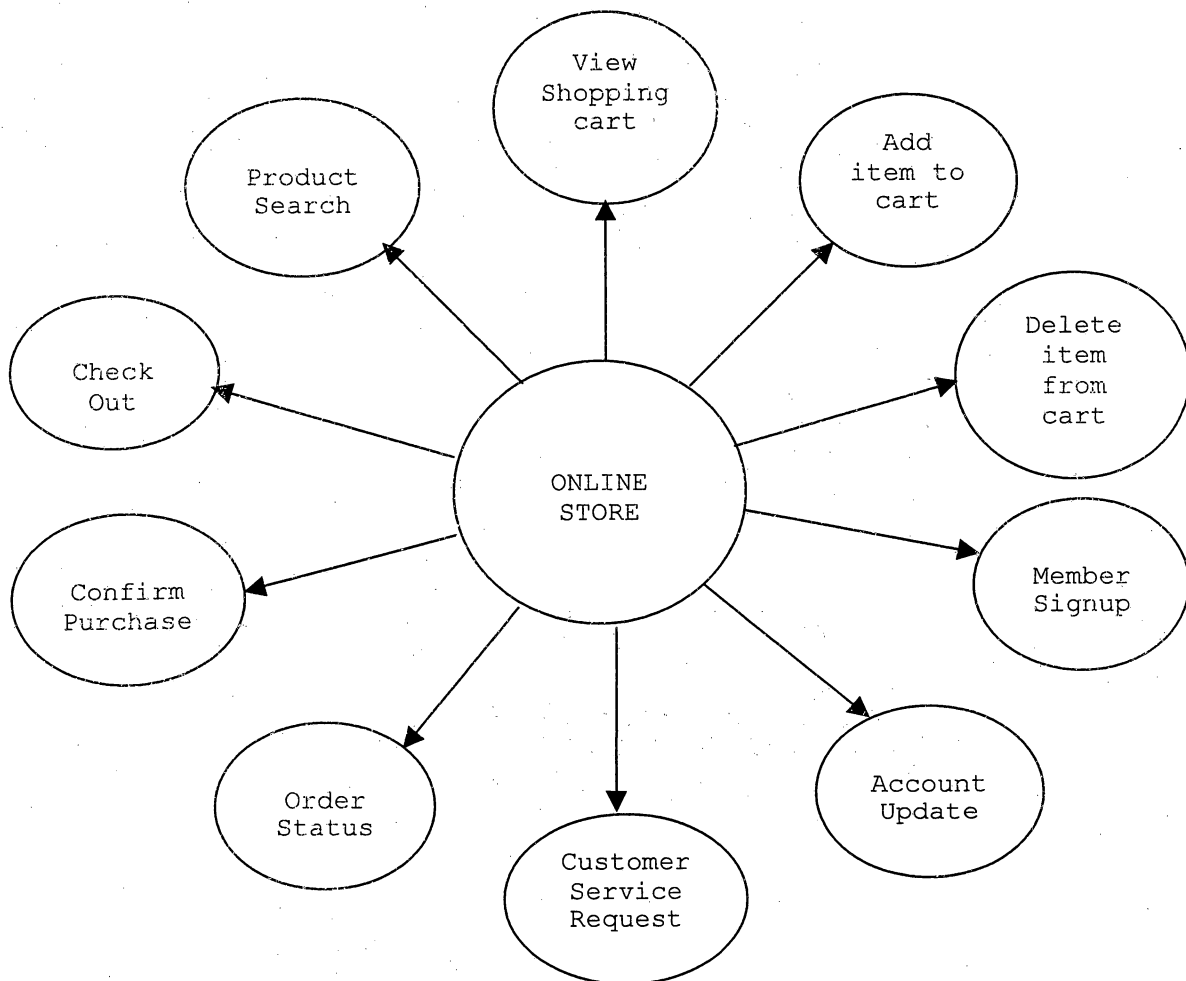 View
Shopping
cart
Add
item to
cart
Product
Search
Delete
item
from
cart
Check
Out
ONLINE
STORE
Member
Signup
Confirm
Purchase
Account
Update
Order
Status
Customer
Service
Request